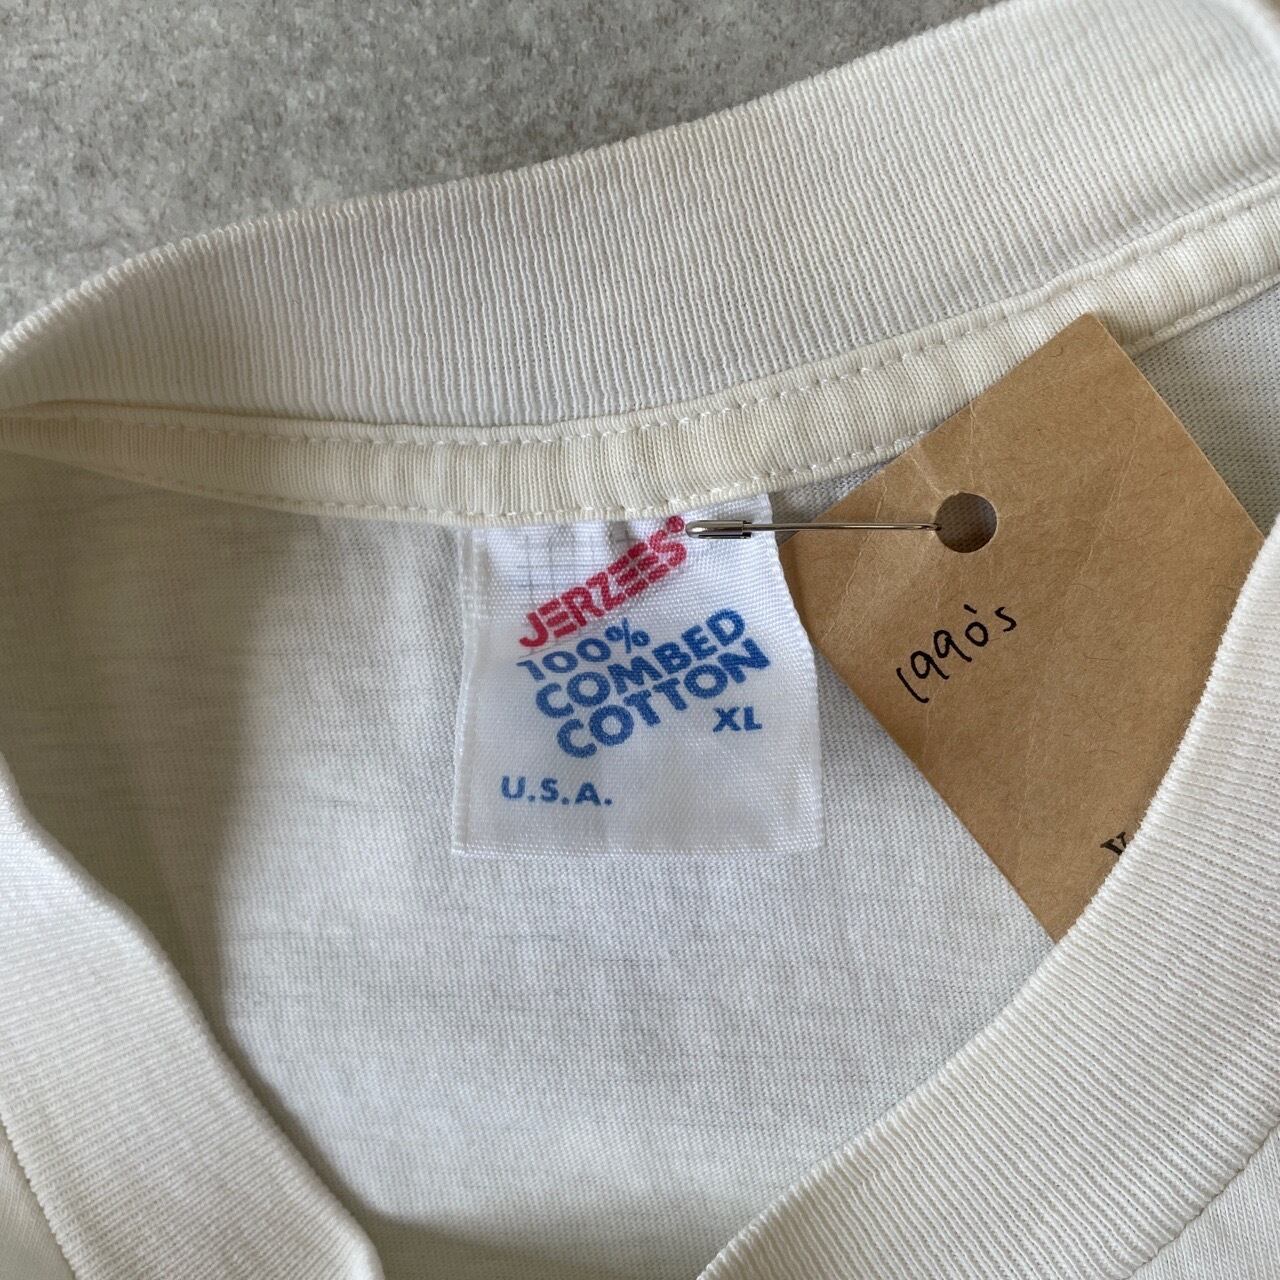 JERZEES®
100%
COMBED
COTTON
XL
U.S.A.
1990's